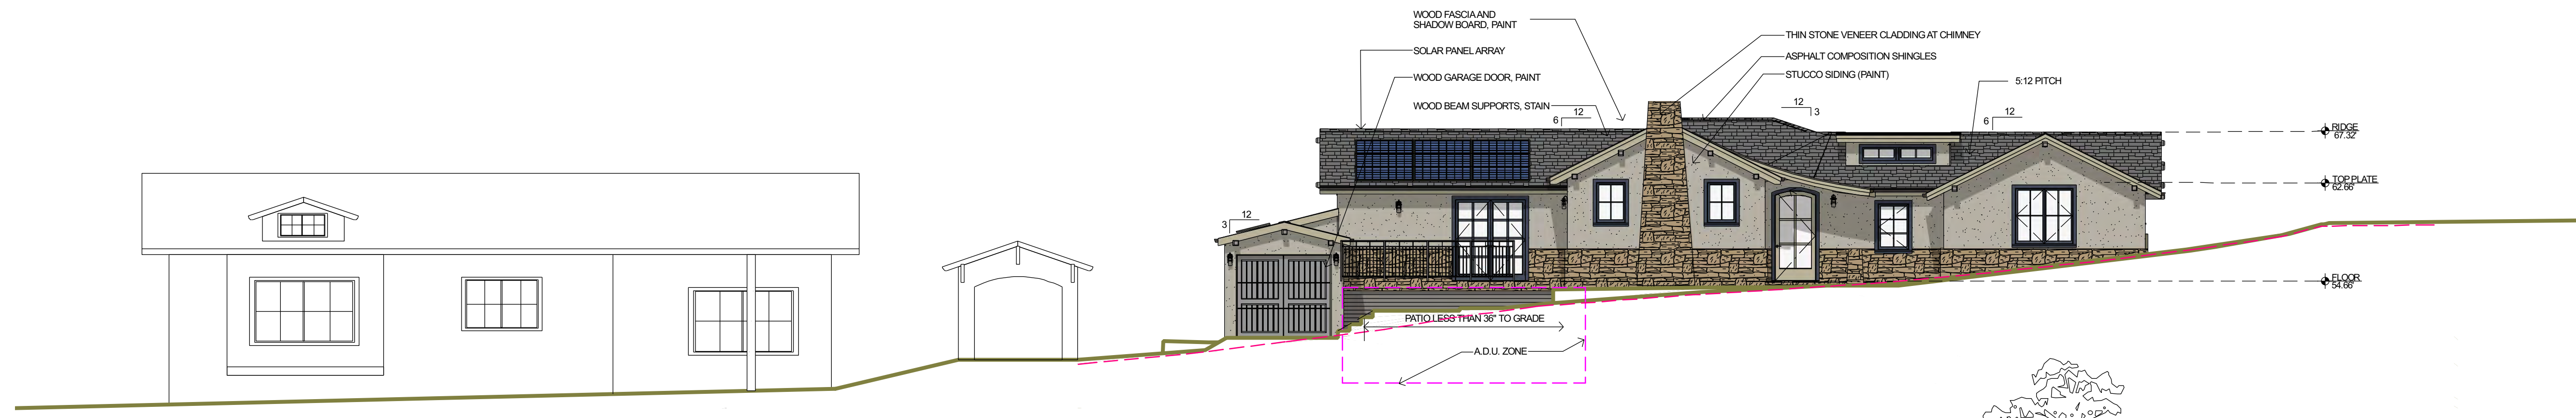 WOOD FASCIA AND
SHADOW BOARD, PAINT
SOLAR PANEL ARRAY
WOOD GARAGE DOOR, PAINT
WOOD BEAM SUPPORTS, STAIN
THIN STONE VENEER CLADDING AT CHIMNEY
ASPHALT COMPOSITION SHINGLES
STUCCO SIDING (PAINT)
5:12 PITCH
12
6
12
3
12
6
12
3
RIDGE
67.32'
TOP PLATE
62.66'
FLOOR
54.66'
PATIO LESS THAN 36" TO GRADE
A.D.U. ZONE